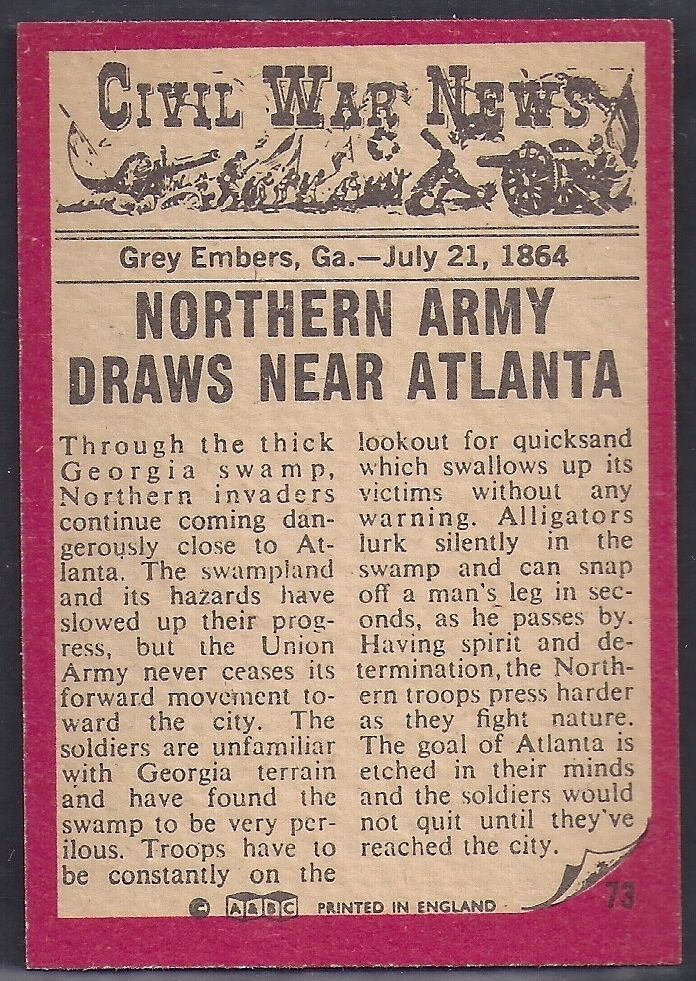 CIVIL WAR NEWS
Grey Embers, Ga.—July 21, 1864
NORTHERN ARMY
DRAWS NEAR ATLANTA
Through the thick
Georgia swamp,
Northern invaders
continue coming dan-
gerously close to At-
lanta. The swampland
and its hazards have
slowed up their prog-
ress, but the Union
Army never ceases its
forward movement to-
ward the city. The
soldiers are unfamiliar
with Georgia terrain
and have found the
swamp to be very per-
ilous. Troops have to
be constantly on the
lookout for quicksand
which swallows up its
victims without any
warning. Alligators
lurk silently in the
swamp and can snap
off a man's leg in sec-
onds, as he passes by.
Having spirit and de-
termination, the North-
ern troops press harder
as they fight nature.
The goal of Atlanta is
etched in their minds
and the soldiers would
not quit until they've
reached the city.
© A&BC PRINTED IN ENGLAND
73